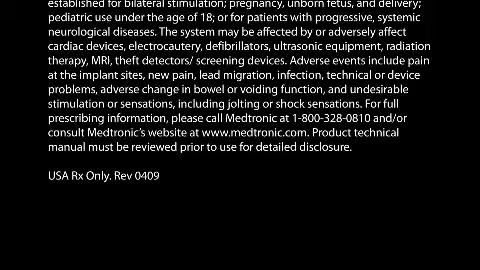 established for bilateral stimulation; pregnancy, unborn fetus, and delivery;
pediatric use under the age of 18; or for patients with progressive, systemic
neurological diseases. The system may be affected by or adversely affect
cardiac devices, electrocautery, defibrillators, ultrasonic equipment, radiation
therapy, MRI, theft detectors/ screening devices. Adverse events include pain
at the implant sites, new pain, lead migration, infection, technical or device
problems, adverse change in bowel or voiding function, and undesirable
stimulation or sensations, including jolting or shock sensations. For full
prescribing information, please call Medtronic at 1-800-328-0810 and/or
consult Medtronic’s website at www.medtronic.com. Product technical
manual must be reviewed prior to use for detailed disclosure.
USA Rx Only. Rev 0409